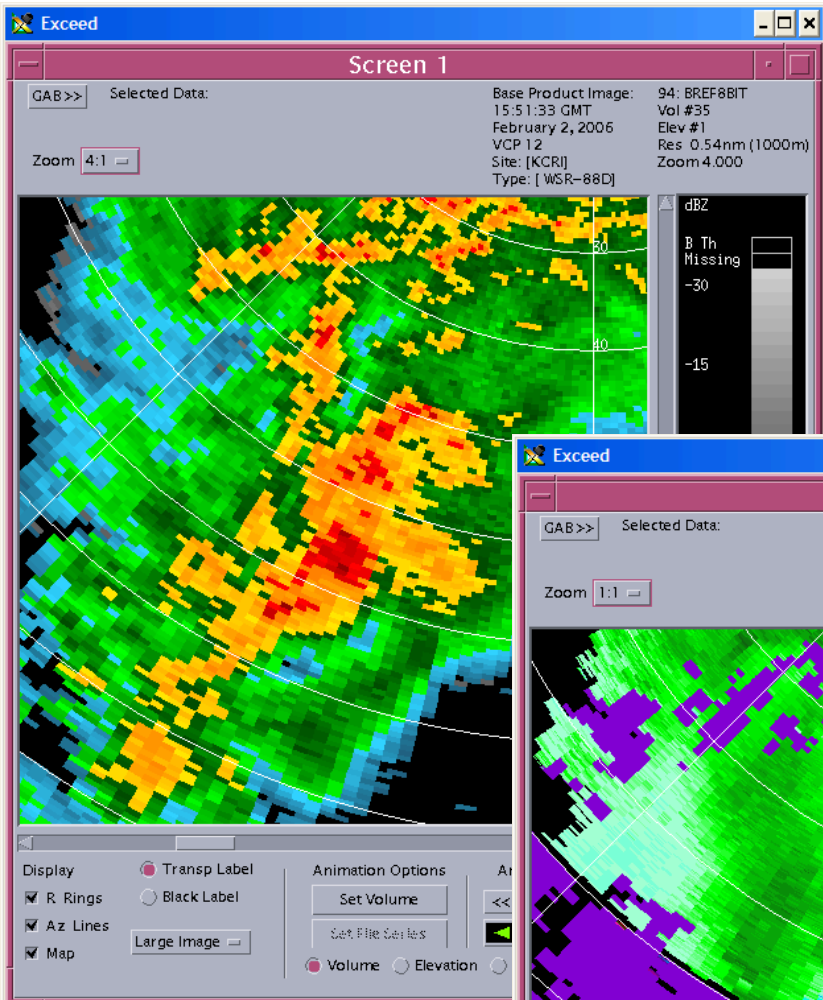 Exceed
Screen 1
GAB>>
Selected Data:
Base Product Image:
15:51:33 GMT
February 2, 2006
VCP 12
Site: [KCRI]
Type: [ WSR-88D]
94: BREF8BIT
Vol #35
Elev #1
Res 0.54nm (1000m)
Zoom 4.000
Zoom 4:1
30
40
dBZ
B Th
Missing
-30
-15
Exceed
GAB>>
Selected Data:
Zoom 1:1
Display
R Rings
Az Lines
Map
Transp Label
Black Label
Large Image
Animation Options
Set Volume
Set File Series
Volume
Elevation
<<